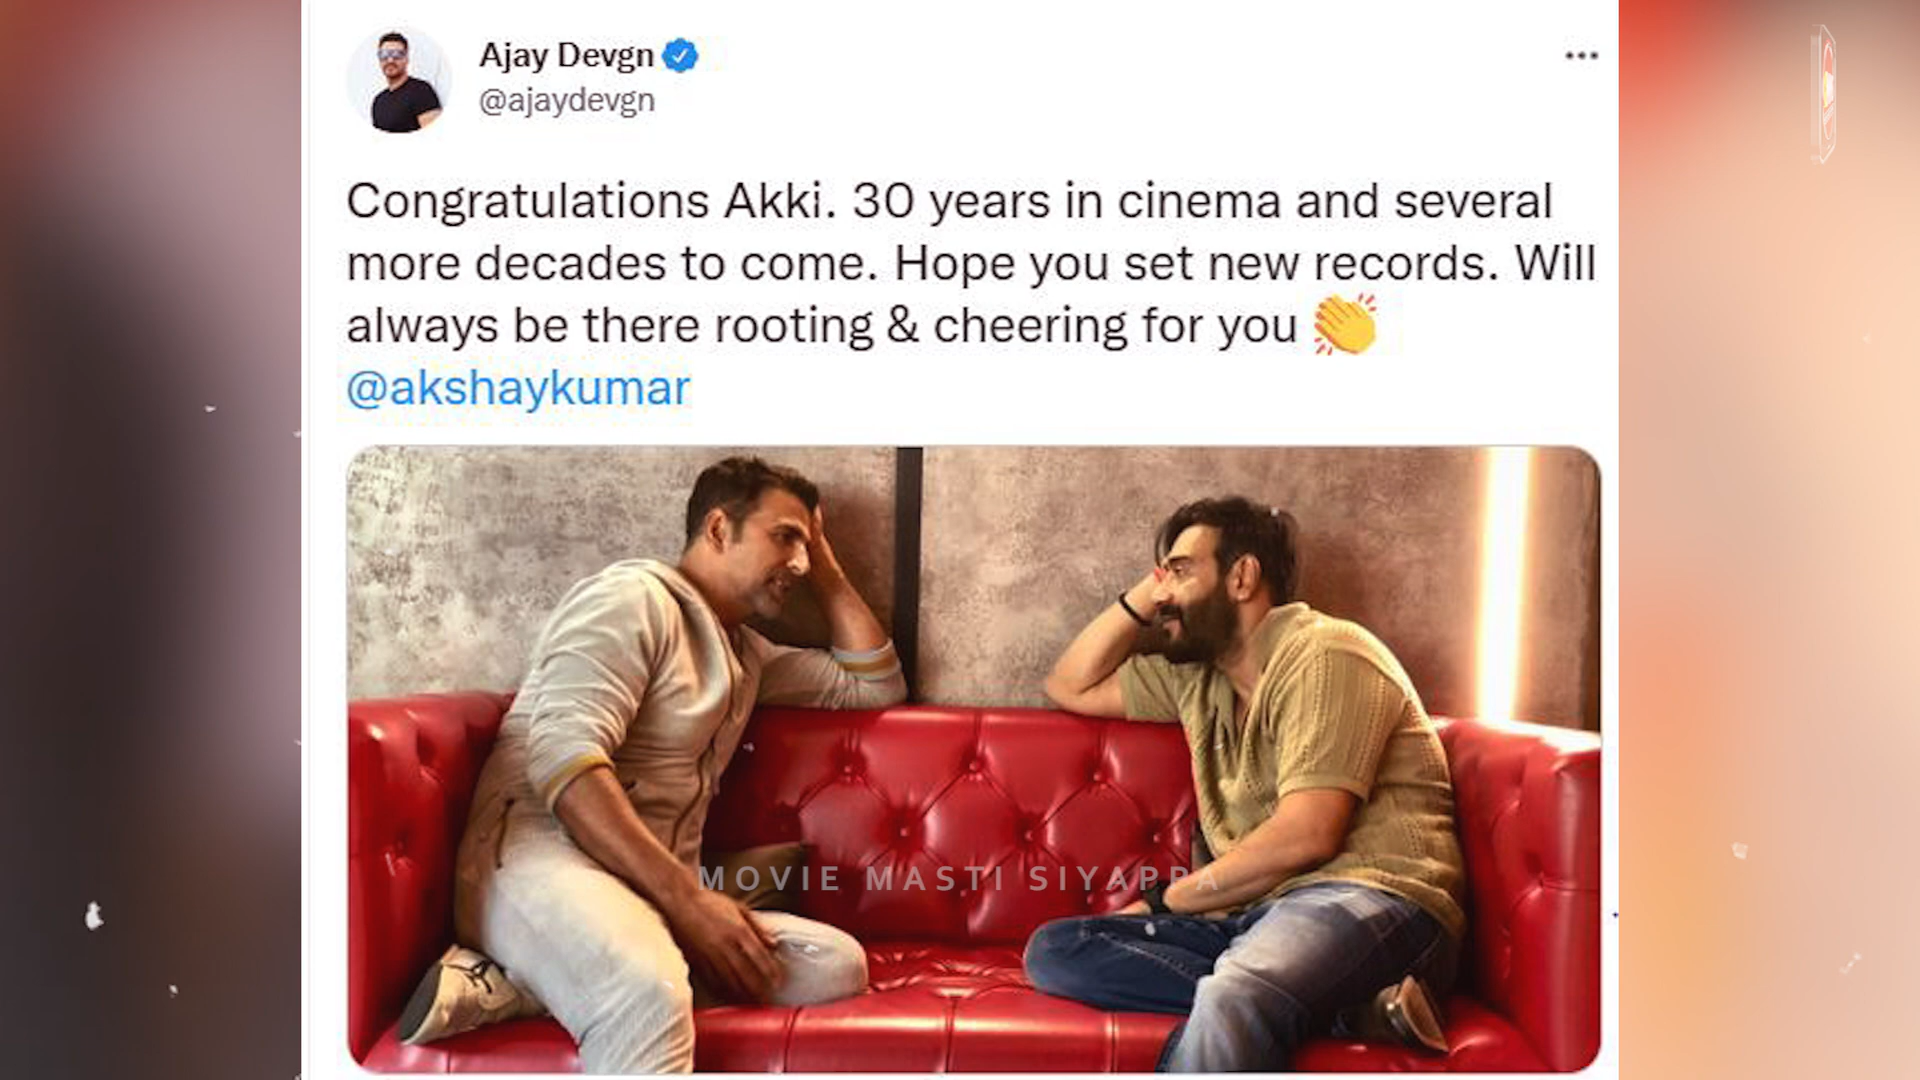 Ajay Devgn
@ajaydevgn
Congratulations Akki. 30 years in cinema and several
more decades to come. Hope you set new records. Will
always be there rooting & cheering for you 👏
@akshaykumar
MOVIE MASTI SIYAPPA